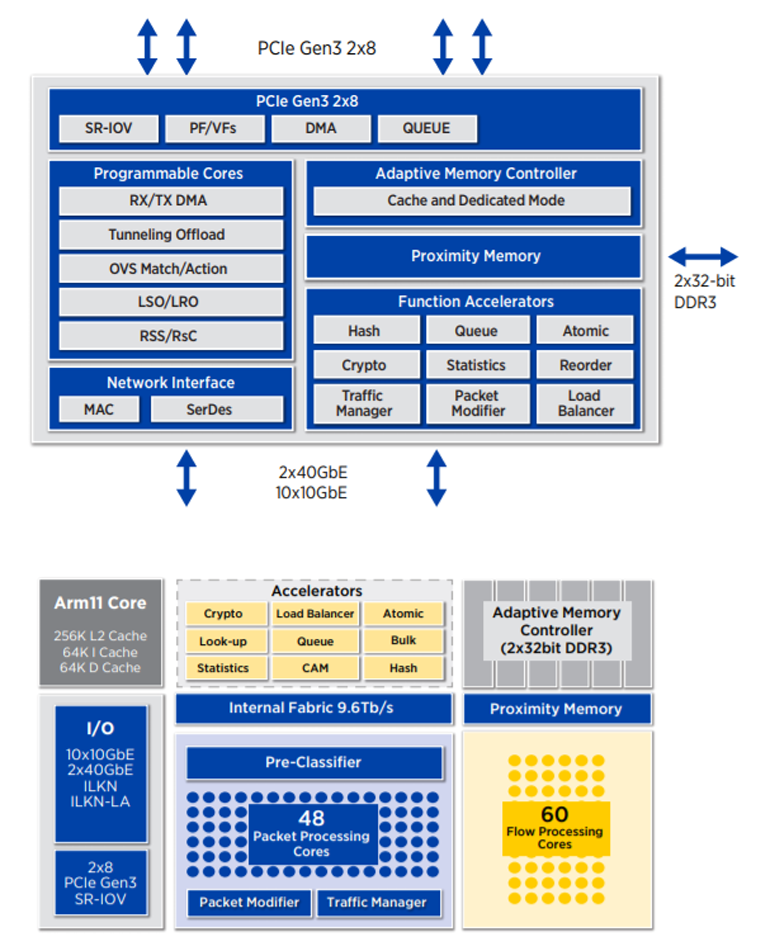 PCIe Gen3 2x8
PCIe Gen3 2x8
SR-IOV
PF/VFs
DMA
QUEUE
Programmable Cores
RX/TX DMA
Tunneling Offload
OVS Match/Action
LSO/LRO
RSS/RsC
Network Interface
MAC
SerDes
Adaptive Memory Controller
Cache and Dedicated Mode
Proximity Memory
Function Accelerators
Hash
Queue
Atomic
Crypto
Statistics
Reorder
Traffic
Manager
Packet
Modifier
Load
Balancer
2x32-bit
DDR3
2x40GbE
10x10GbE
Arm11 Core
256K L2 Cache
64K I Cache
64K D Cache
Accelerators
Crypto
Load Balancer
Atomic
Look-up
Queue
Bulk
Statistics
CAM
Hash
Adaptive Memory
Controller
(2x32bit DDR3)
Internal Fabric 9.6Tb/s
Proximity Memory
I/O
10x10GbE
2x40GbE
ILKN
ILKN-LA
2x8
PCIe Gen3
SR-IOV
Pre-Classifier
48
Packet Processing
Cores
Packet Modifier
Traffic Manager
60
Flow Processing
Cores